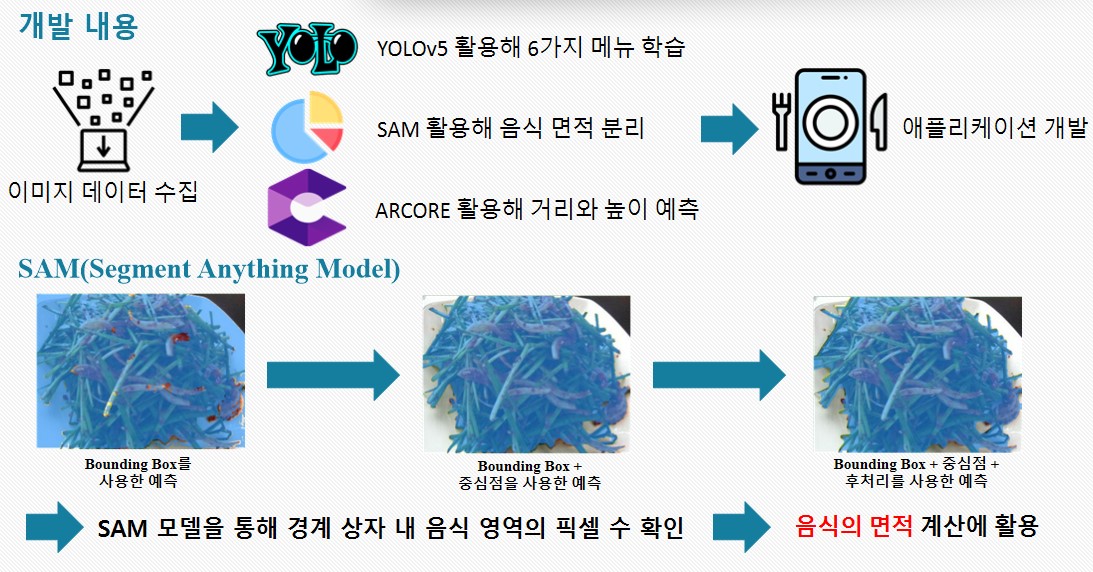 개발 내용
YOLO
YOLOv5 활용해 6가지 메뉴 학습
SAM 활용해 음식 면적 분리
애플리케이션 개발
이미지 데이터 수집
ARCORE 활용해 거리와 높이 예측
SAM(Segment Anything Model)
Bounding Box를
사용한 예측
Bounding Box +
중심점을 사용한 예측
Bounding Box + 중심점 +
후처리를 사용한 예측
SAM 모델을 통해 경계 상자 내 음식 영역의 픽셀 수 확인
음식의 면적 계산에 활용